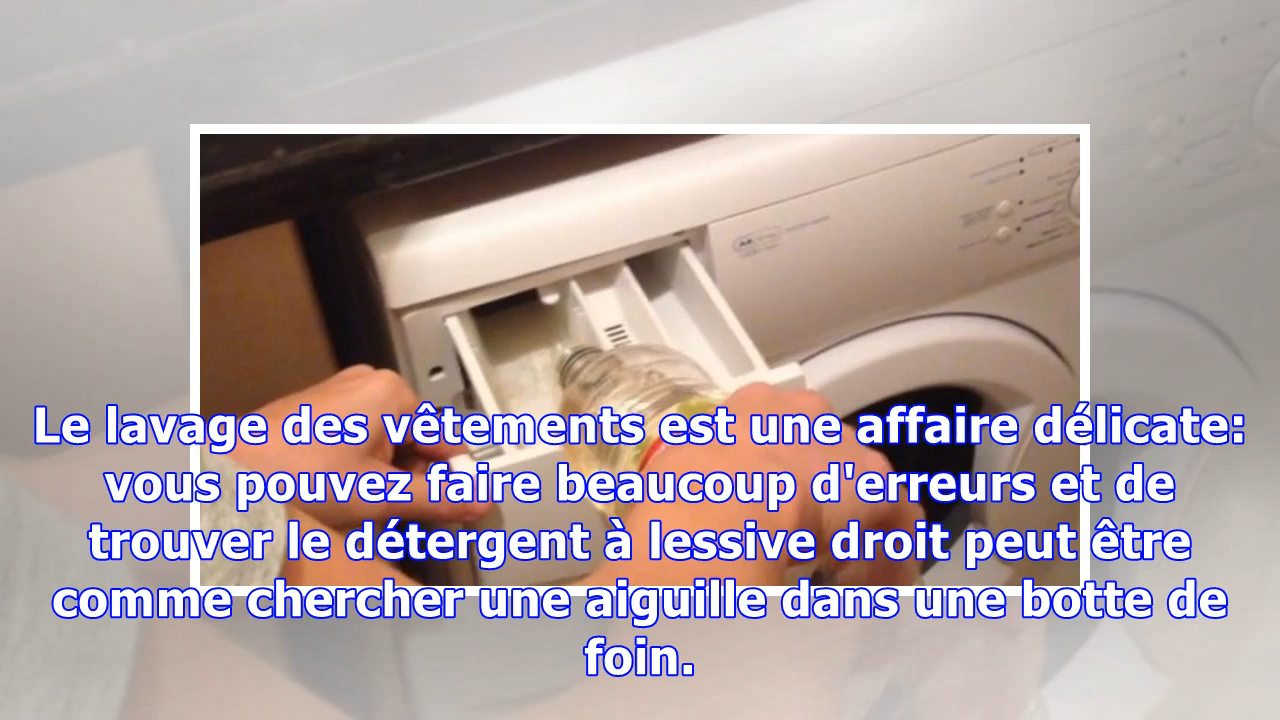 Le lavage des vêtements est une affaire délicate:
vous pouvez faire beaucoup d'erreurs et de
trouver le détergent à lessive droit peut être
comme chercher une aiguille dans une botte de
foin.